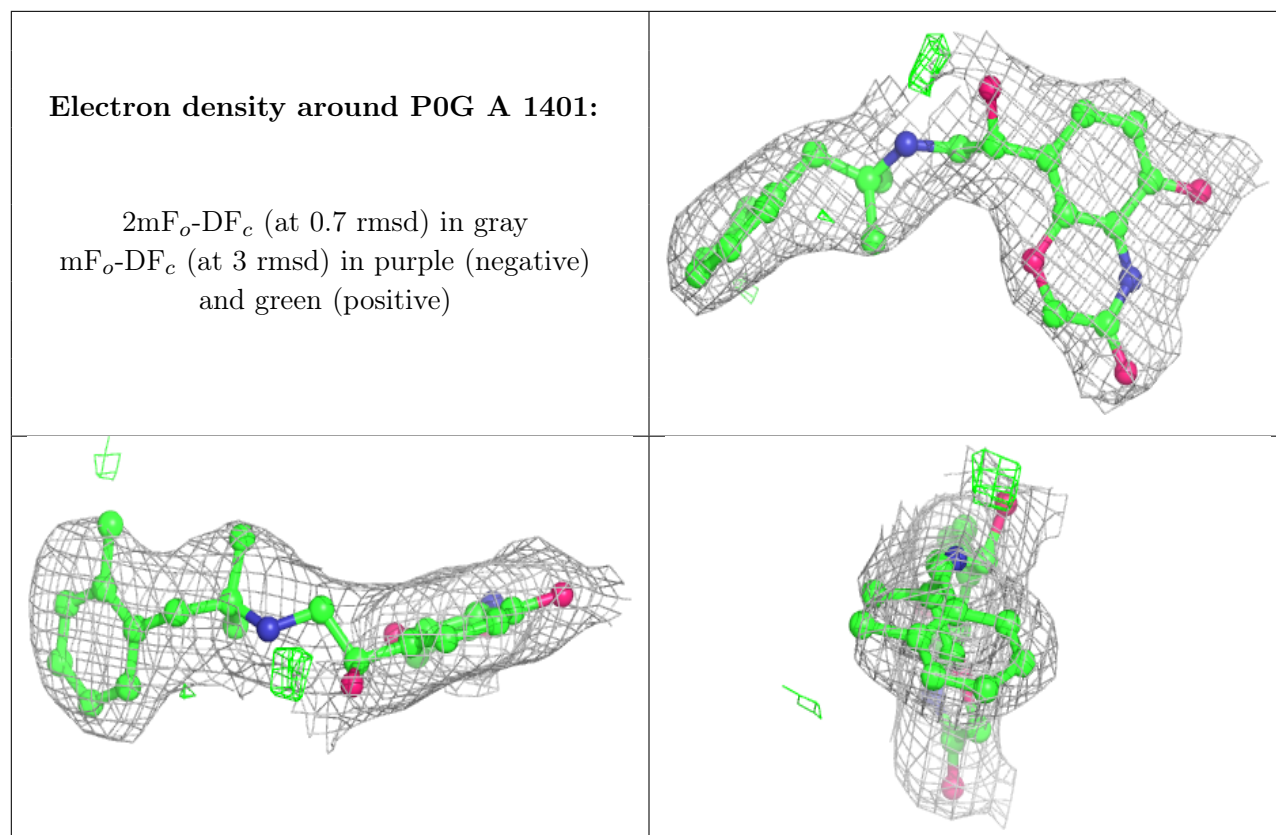 Electron density around P0G A 1401:
2mFo-DFc (at 0.7 rmsd) in gray
mFo-DFc (at 3 rmsd) in purple (negative)
and green (positive)